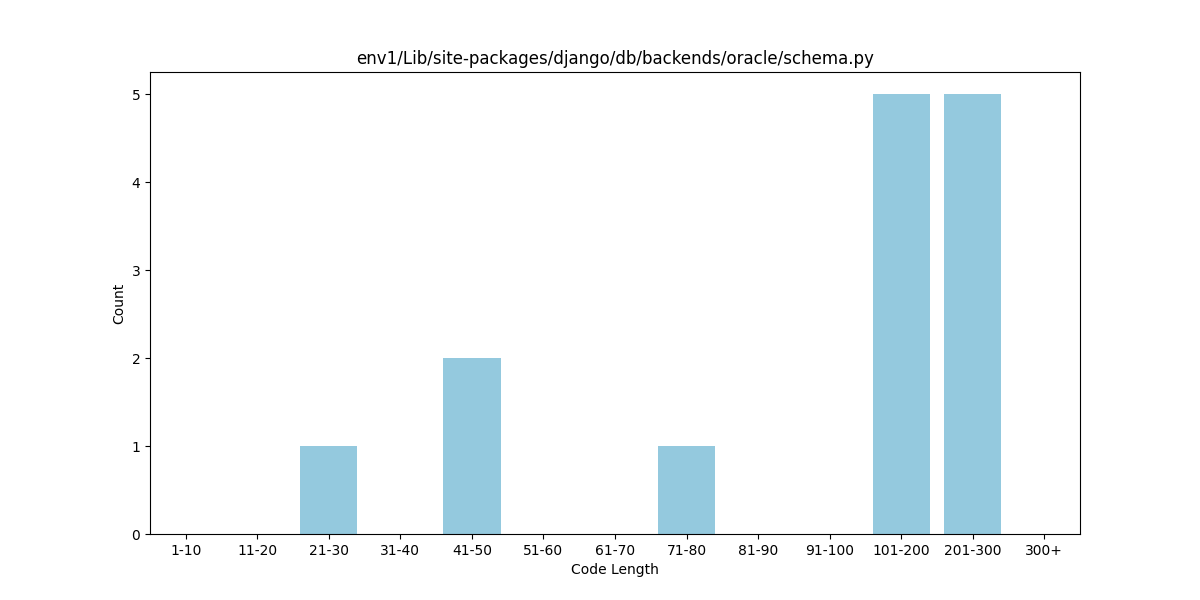 env1/Lib/site-packages/django/db/backends/oracle/schema.py
5
4
3
2
1
0
Count
1-10 11-20 21-30 31-40 41-50 51-60 61-70 71-80 81-90 91-100 101-200 201-300 300+
Code Length